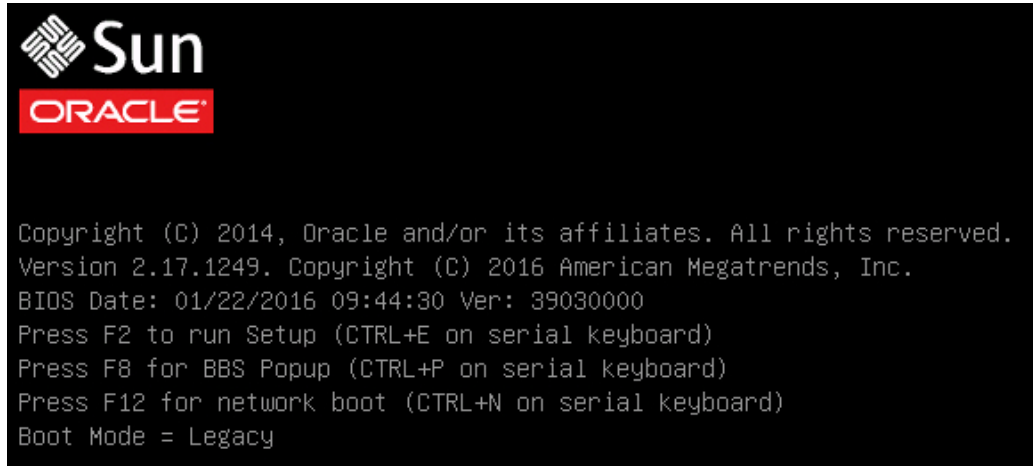 Sun
ORACLE
Copyright (C) 2014, Oracle and/or its affiliates. All rights reserved.
Version 2.17.1249. Copyright (C) 2016 American Megatrends, Inc.
BIOS Date: 01/22/2016 09:44:30 Ver: 39030000
Press F2 to run Setup (CTRL+E on serial keyboard)
Press F8 for BBS Popup (CTRL+P on serial keyboard)
Press F12 for network boot (CTRL+N on serial keyboard)
Boot Mode = Legacy